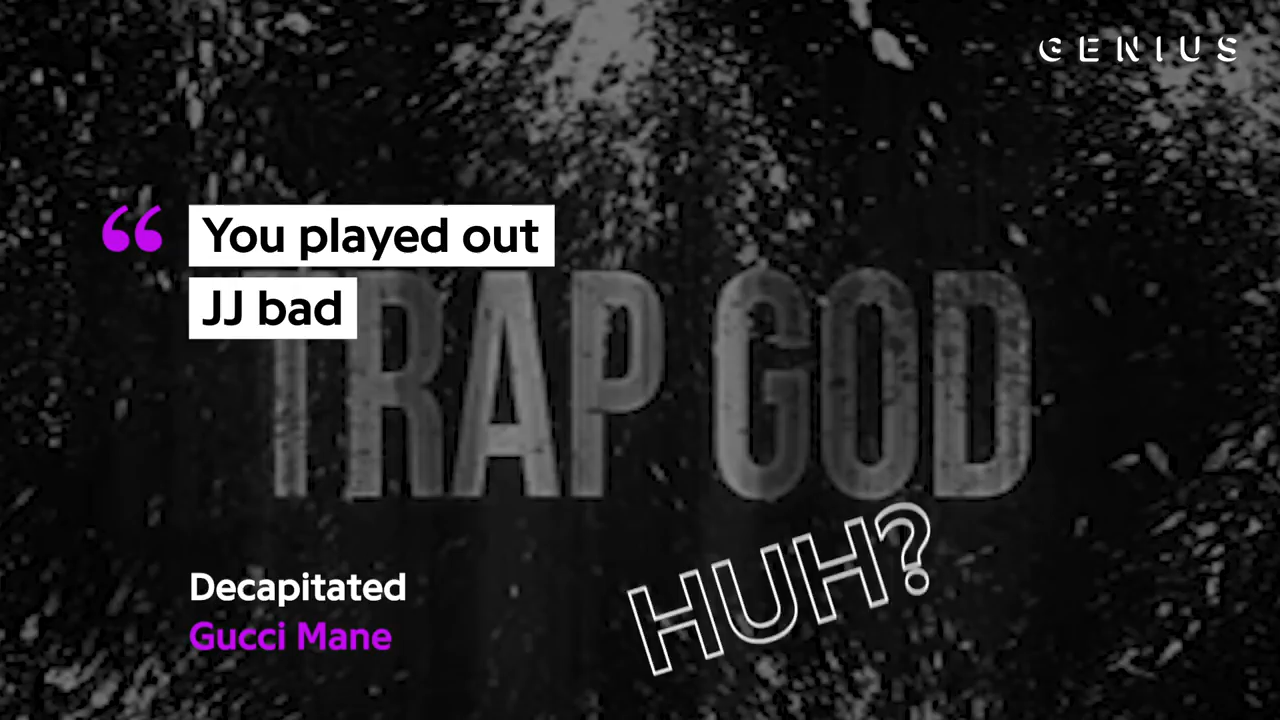 GENIUS
“ You played out
JJ bad
TRAP GOD
HUH?
Decapitated
Gucci Mane